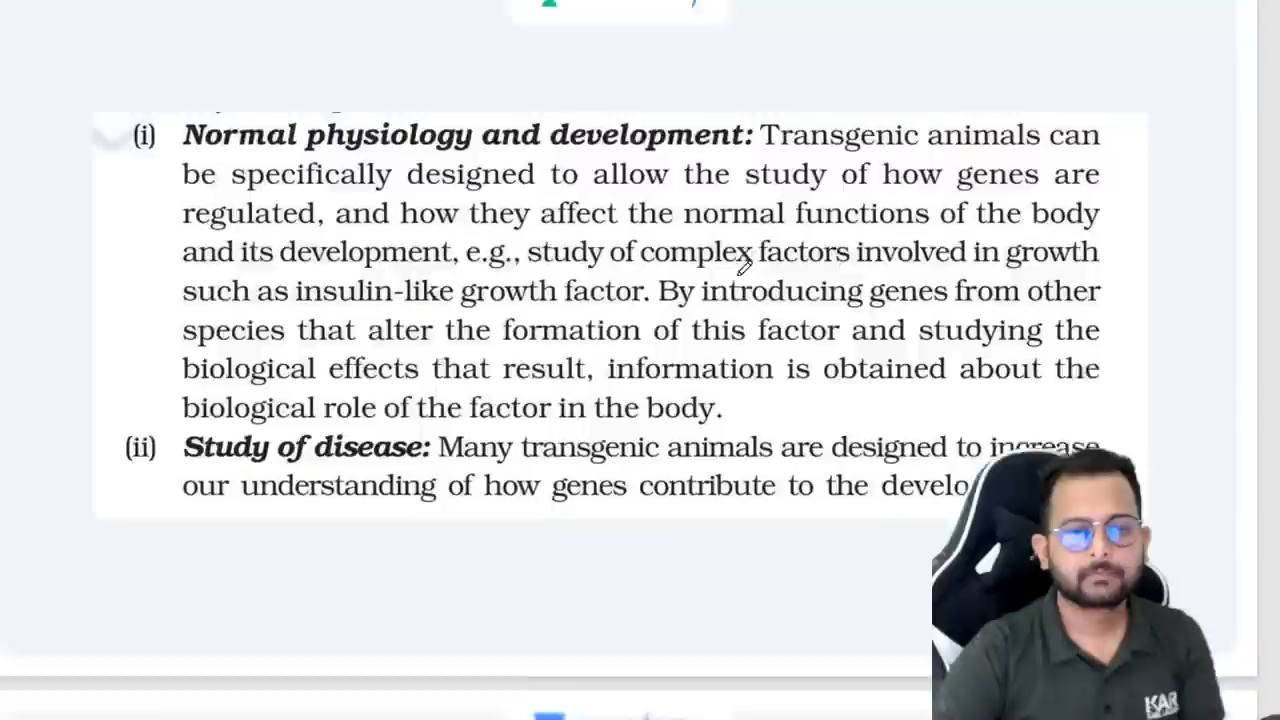 (i) Normal physiology and development: Transgenic animals can
be specifically designed to allow the study of how genes are
regulated, and how they affect the normal functions of the body
and its development, e.g., study of complex factors involved in growth
such as insulin-like growth factor. By introducing genes from other
species that alter the formation of this factor and studying the
biological effects that result, information is obtained about the
biological role of the factor in the body.
(ii) Study of disease: Many transgenic animals are designed to increase
our understanding of how genes contribute to the develo
KAR